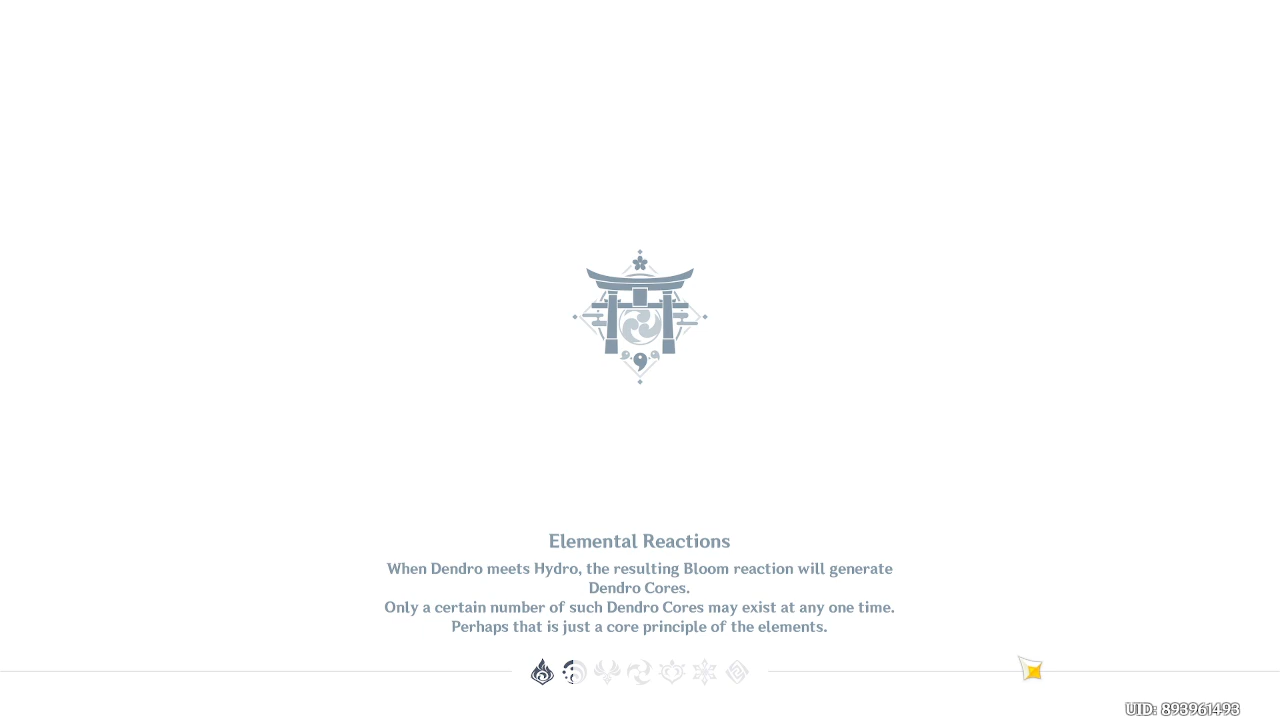 Elemental Reactions
When Dendro meets Hydro, the resulting Bloom reaction will generate
Dendro Cores.
Only a certain number of such Dendro Cores may exist at any one time.
Perhaps that is just a core principle of the elements.
UID: 893961493